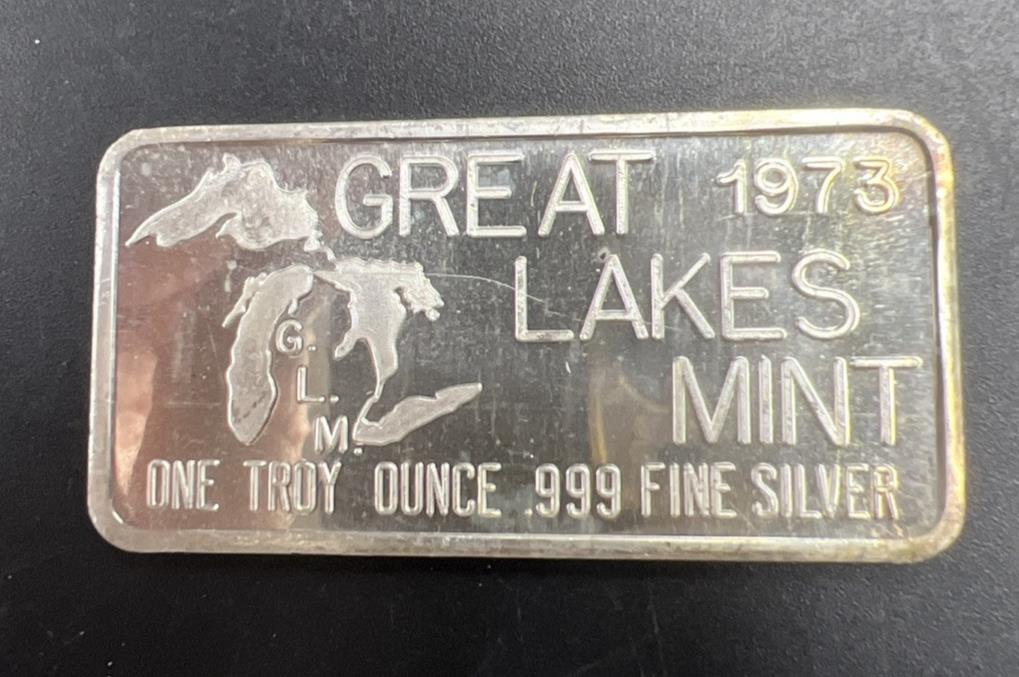 GREAT 1973
LAKES
MINT
G.
L.
M.
ONE TROY OUNCE .999 FINE SILVER